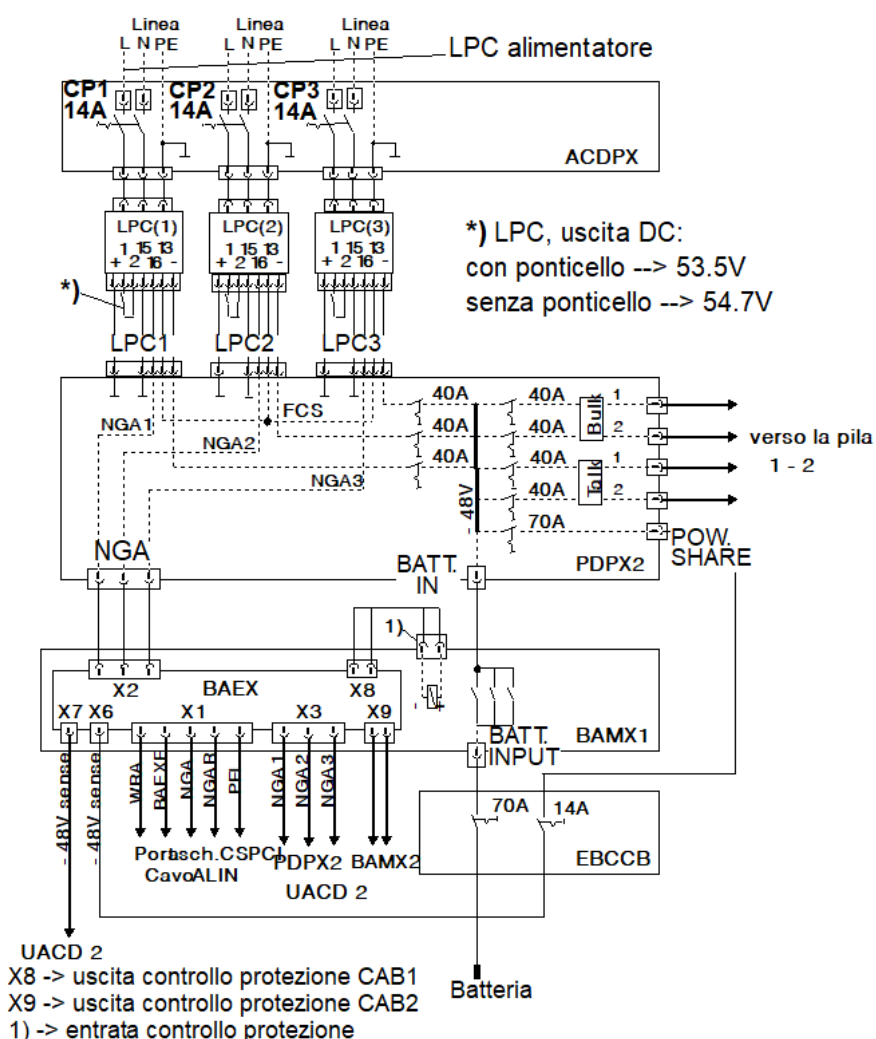 Linea Linea Linea
L N PE L N PE L N PE
LPC alimentatore
CP1 CP2 CP3
14A 14A 14A
ACDPX
LPC(1) LPC(2) LPC(3)
1 15 13 1 15 13 1 15 13
+ 2 16 - + 2 16 - + 2 16 -
*) LPC, uscita DC:
con ponticello --> 53.5V
senza ponticello --> 54.7V
*)
LPC1 LPC2 LPC3
40A 40A 1
FCS
NGA1
40A 40A Bulk 2
NGA2
verso la pila
40A 40A 1
1 - 2
NGA3
40A Talk 2
- 48V
70A
NGA
POW.
SHARE
BATT.
IN
PDPX2
1)
X2 BAEX X8
- +
X7 X6 X1 X3 X9
BATT.
INPUT
BAMX1
- 48V sense
- 48V sense
WRA
NGA
NGAR
NGA1
NGA2
NGA3
70A 14A
EBCCB
PDPX2 BAMX2
Cavo ALIN
UACD 2
UACD 2
Batteria
X8 -> uscita controllo protezione CAB1
X9 -> uscita controllo protezione CAB2
1) -> entrata controllo protezione